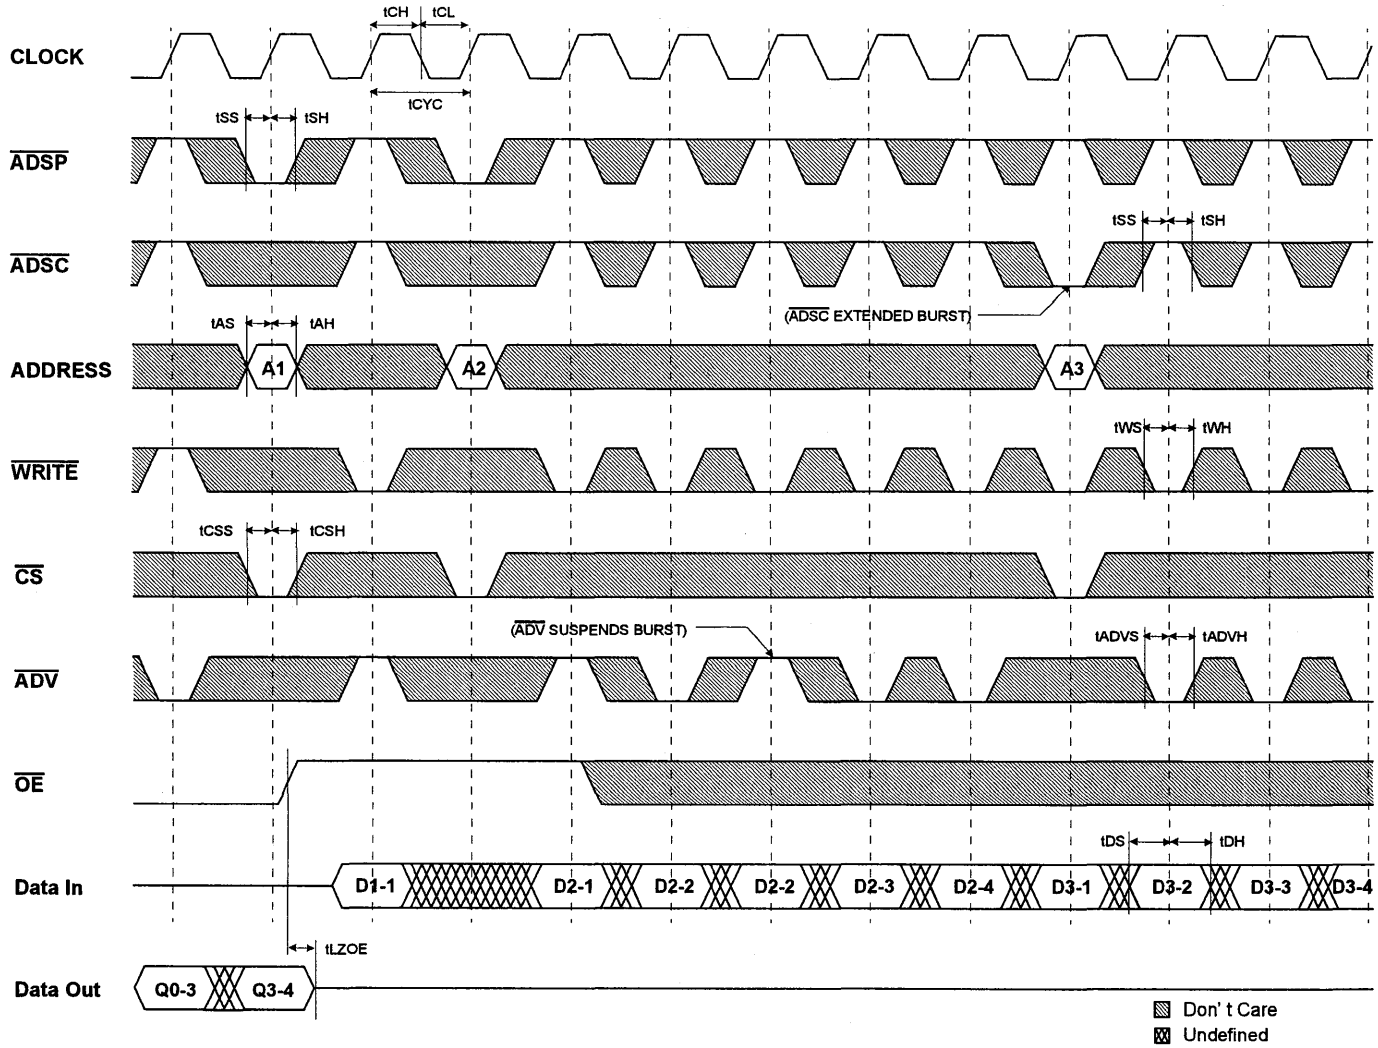 tCH tCL
CLOCK
tCYC
tSS tSH
ADSP
tSS tSH
ADSC
(ADSC EXTENDED BURST)
tAS tAH
ADDRESS A1 A2 A3
tWS tWH
WRITE
tCSS tCSH
CS
(ADV SUSPENDS BURST)
tADVS tADVH
ADV
OE
tDS tDH
Data In D1-1 D2-1 D2-2 D2-2 D2-3 D2-4 D3-1 D3-2 D3-3 D3-4
tLZOE
Data Out Q0-3 Q3-4
Don' t Care
Undefined